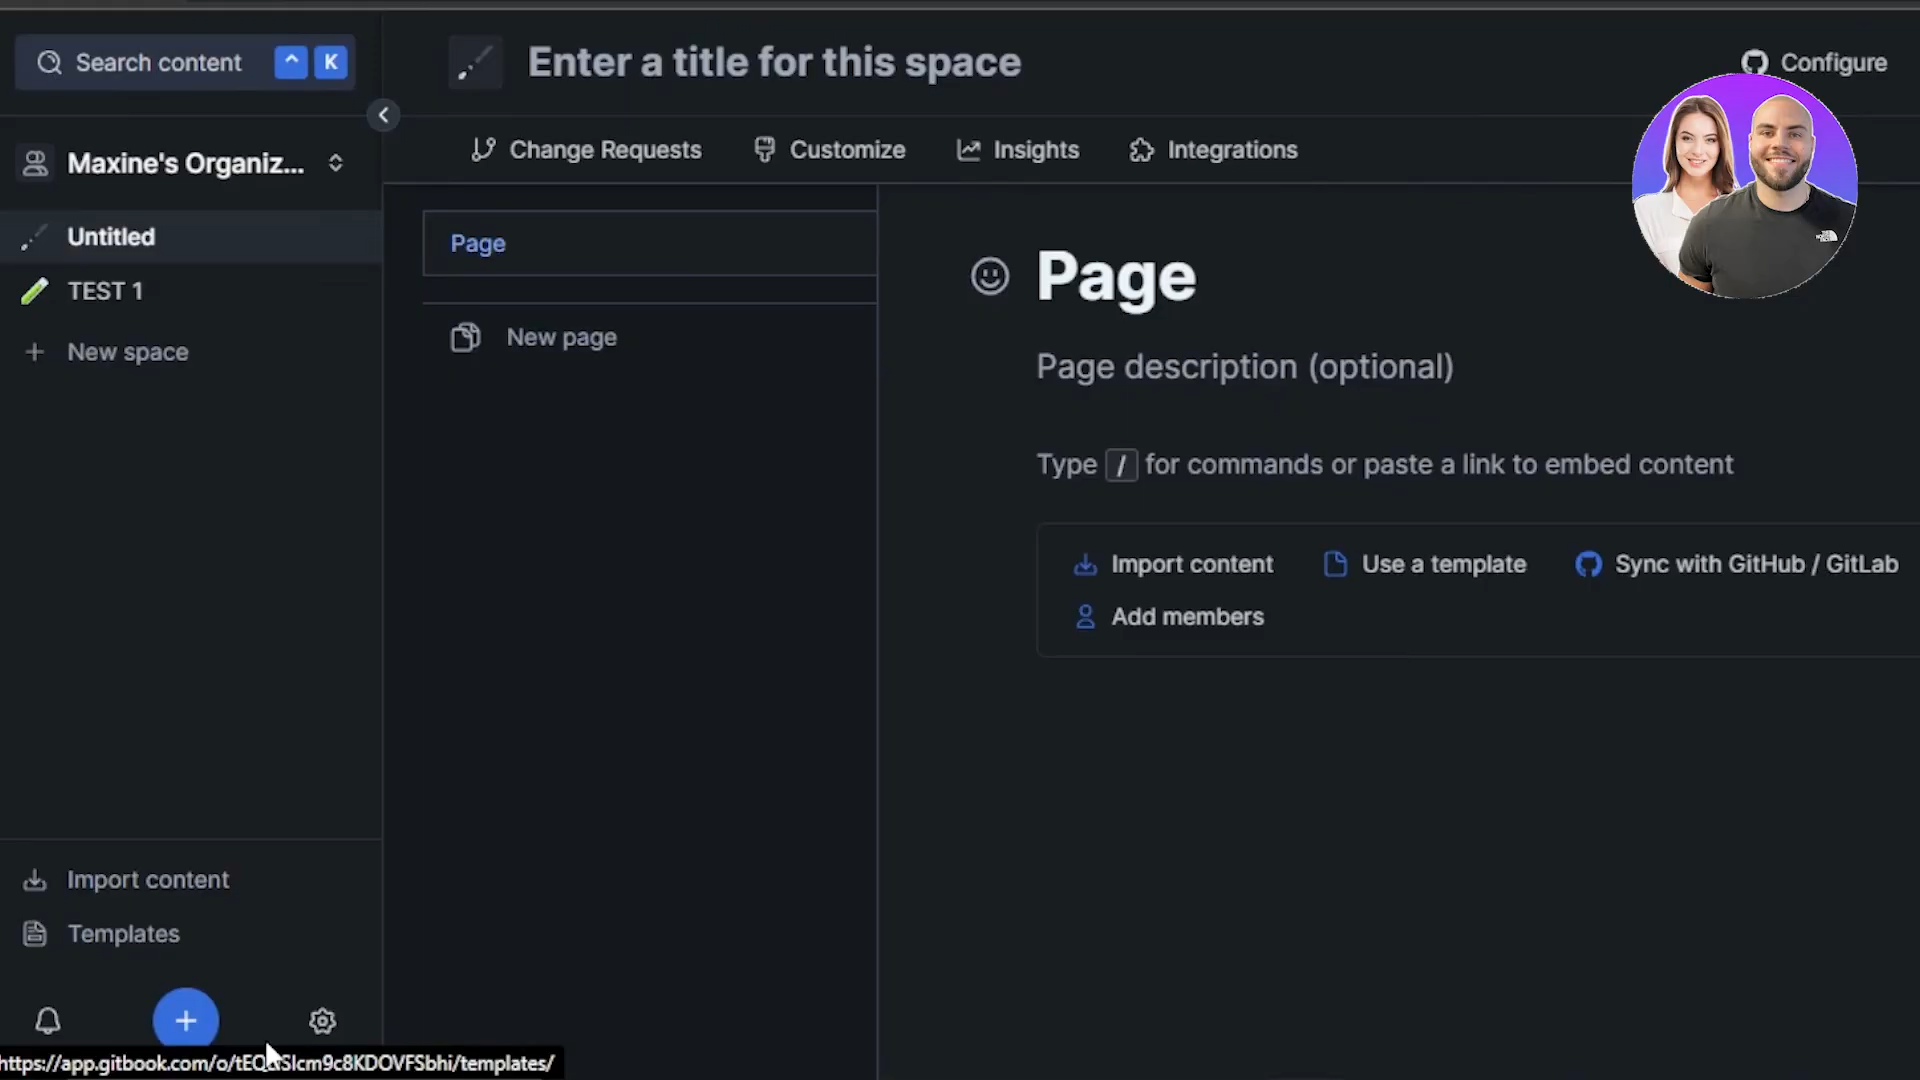 Search content ^ K
Enter a title for this space
Configure
Maxine's Organiz...
Change Requests
Customize
Insights
Integrations
Untitled
TEST 1
New space
Page
New page
Page
Page description (optional)
Type / for commands or paste a link to embed content
Import content
Use a template
Sync with GitHub / GitLab
Add members
Import content
Templates